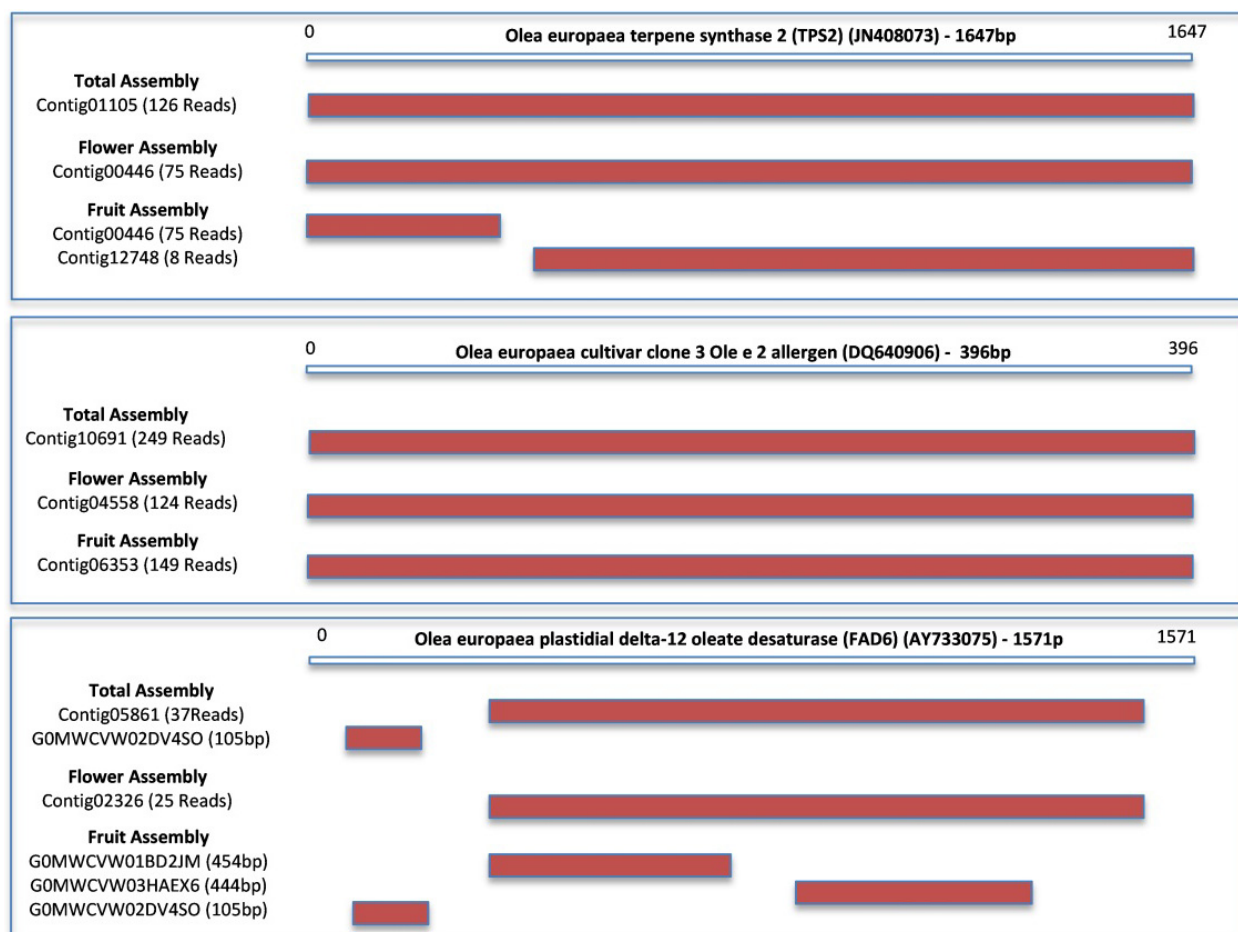 0 Olea europaea terpene synthase 2 (TPS2) (JN408073) - 1647bp 1647
Total Assembly
Contig01105 (126 Reads)
Flower Assembly
Contig00446 (75 Reads)
Fruit Assembly
Contig00446 (75 Reads)
Contig12748 (8 Reads)
0 Olea europaea cultivar clone 3 Ole e 2 allergen (DQ640906) - 396bp 396
Total Assembly
Contig10691 (249 Reads)
Flower Assembly
Contig04558 (124 Reads)
Fruit Assembly
Contig06353 (149 Reads)
0 Olea europaea plastidial delta-12 oleate desaturase (FAD6) (AY733075) - 1571p 1571
Total Assembly
Contig05861 (37Reads)
G0MWCVW02DV4SO (105bp)
Flower Assembly
Contig02326 (25 Reads)
Fruit Assembly
G0MWCVW01BD2JM (454bp)
G0MWCVW03HAEX6 (444bp)
G0MWCVW02DV4SO (105bp)